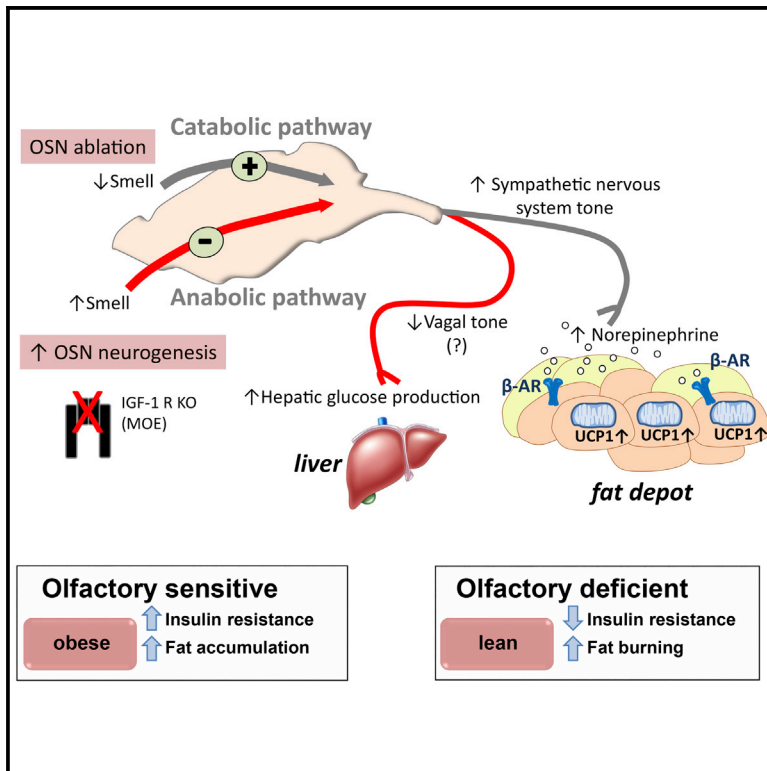 Catabolic pathway
OSN ablation
+
↓Smell
↑ Sympathetic nervous
system tone
-
↑Smell
Anabolic pathway
↓Vagal tone
(?)
↑ Norepinephrine
↑ OSN neurogenesis
β-AR
β-AR
IGF-1 R KO
(MOE)
↑Hepatic glucose production
UCP1↑
UCP1↑
UCP1↑
liver
fat depot
Olfactory sensitive
obese
Insulin resistance
Fat accumulation
Olfactory deficient
lean
Insulin resistance
Fat burning